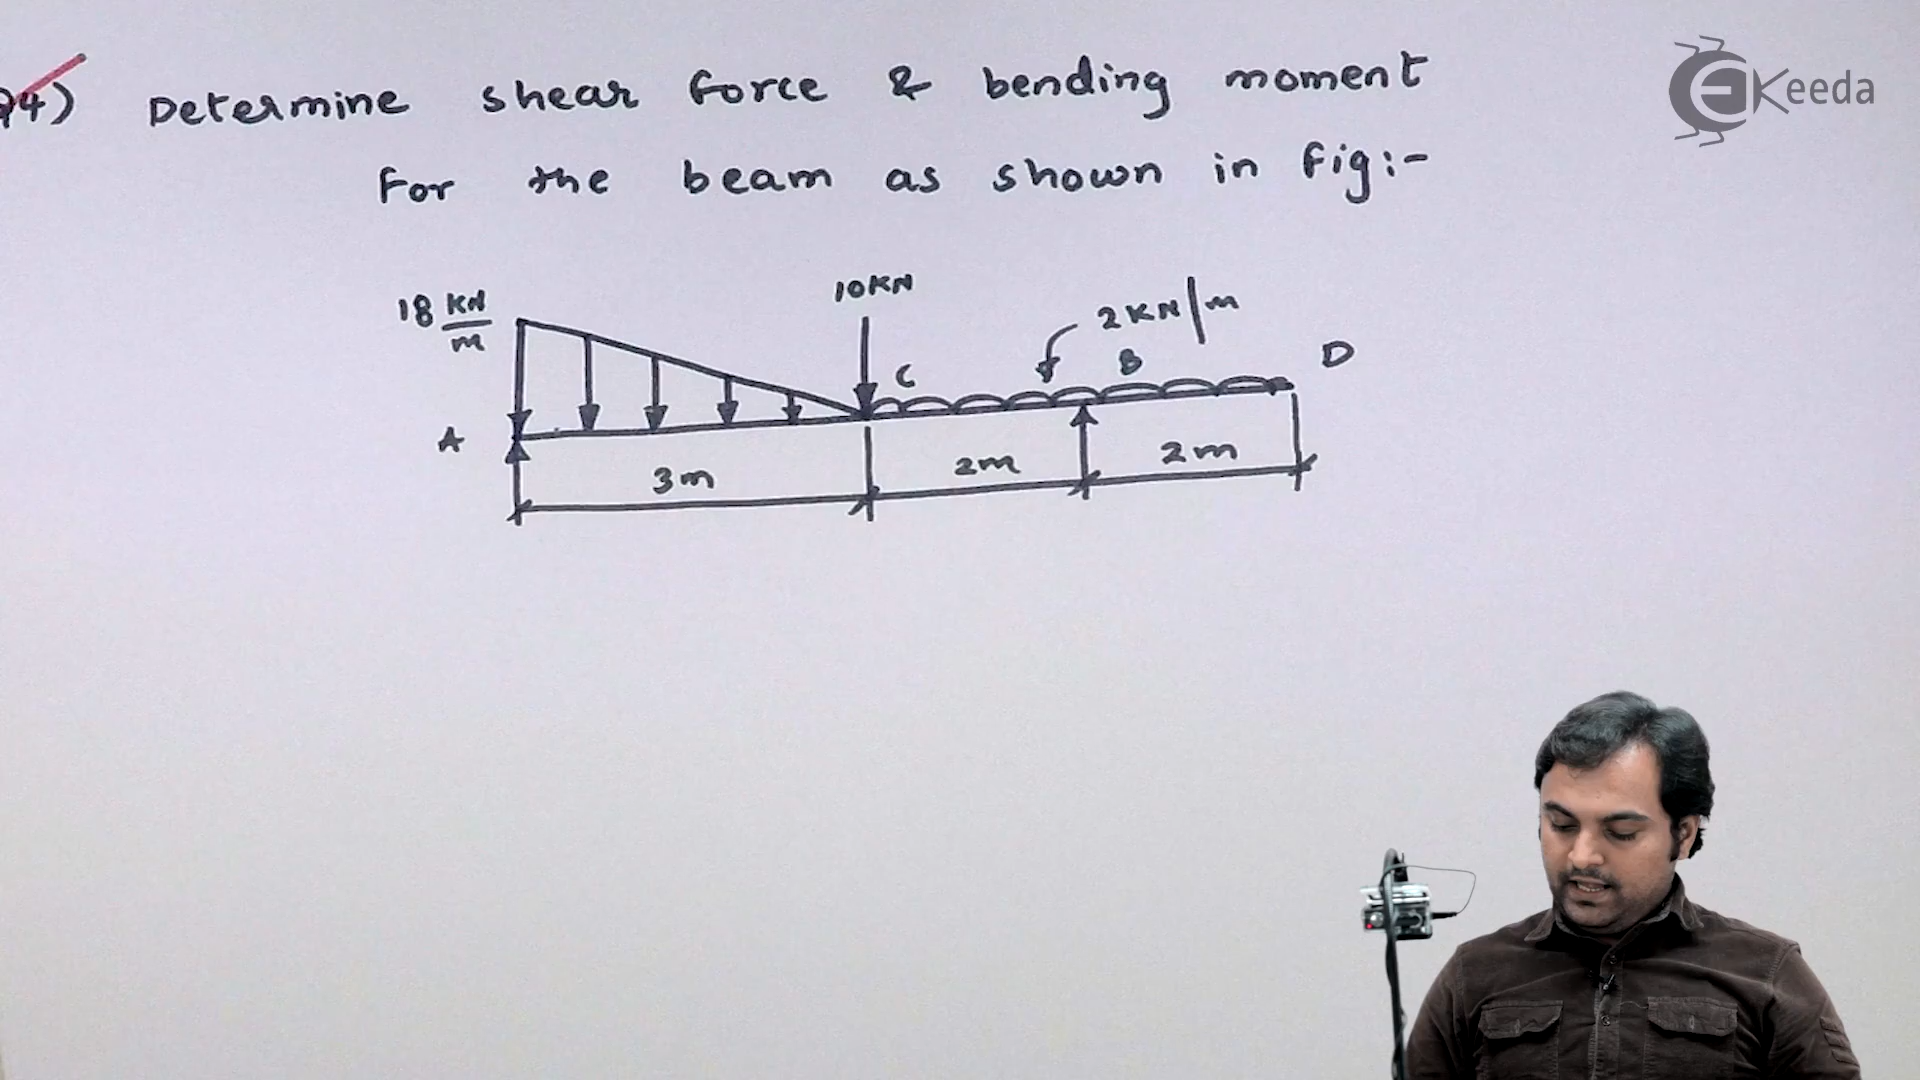 Q4) Determine shear force & bending moment
for the beam as shown in fig:-
EKeeda
18 KN/m
10KN
2KN/m
A
C
B
D
3m
2m
2m